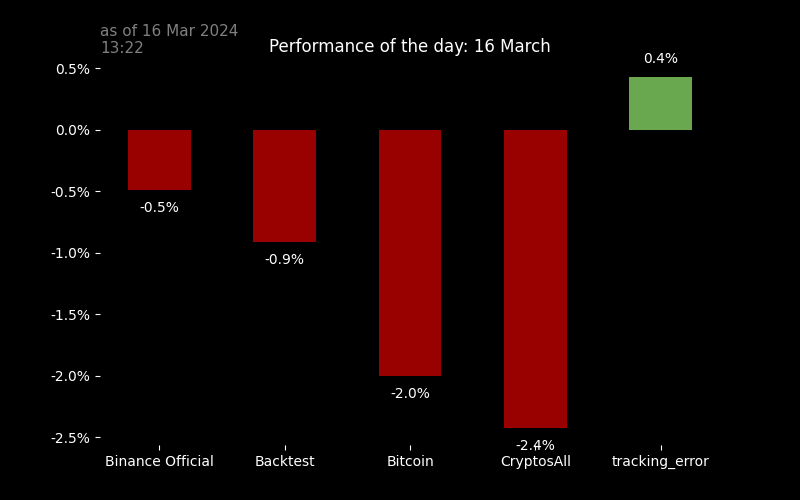 as of 16 Mar 2024
13:22
Performance of the day: 16 March
0.5%
0.0%
-0.5%
-1.0%
-1.5%
-2.0%
-2.5%
-0.5%
-0.9%
-2.0%
-2.4%
0.4%
Binance Official
Backtest
Bitcoin
CryptosAll
tracking_error